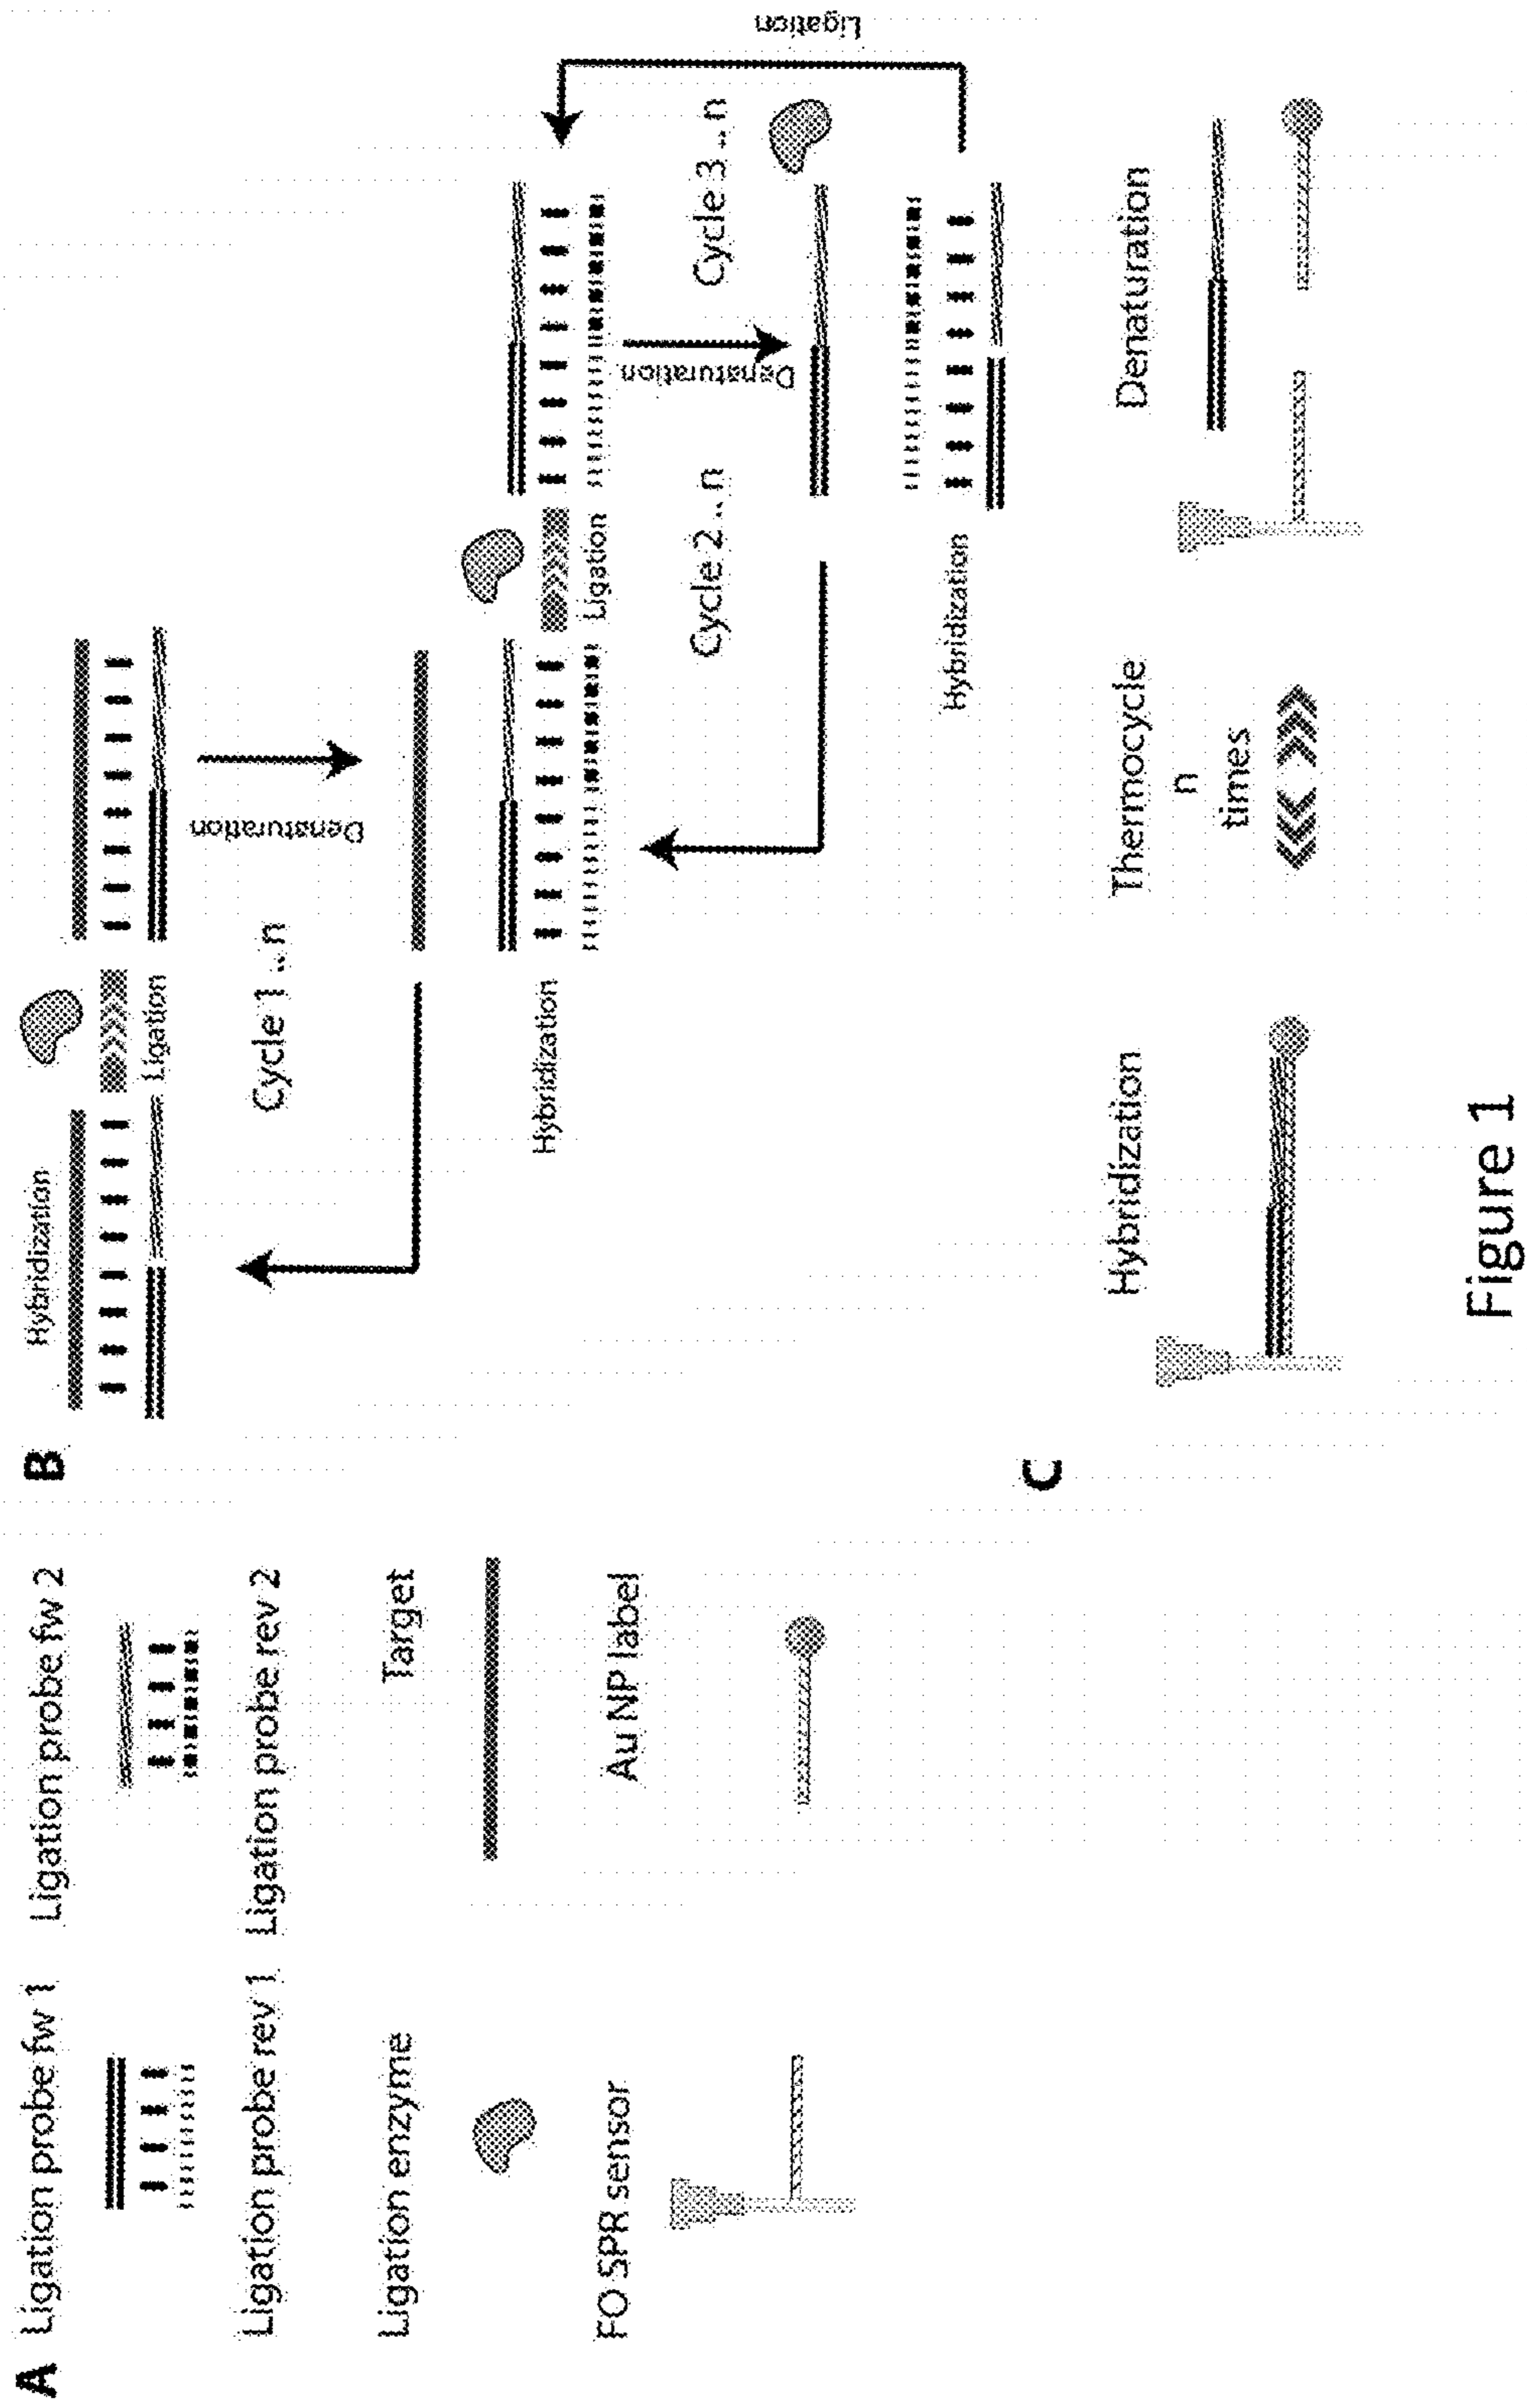 A
Ligation probe fw 1
Ligation probe fw 2
Ligation probe rev 1
Ligation probe rev 2
Ligation enzyme
Target
FO SPR sensor
Au NP label
B
Hybridization
Ligation
Cycle 1 .. n
Denaturation
Hybridization
Ligation
Cycle 2 .. n
Denaturation
Cycle 3 .. n
Ligation
Hybridization
C
Hybridization
Thermocycle
n
times
Denaturation
Figure 1